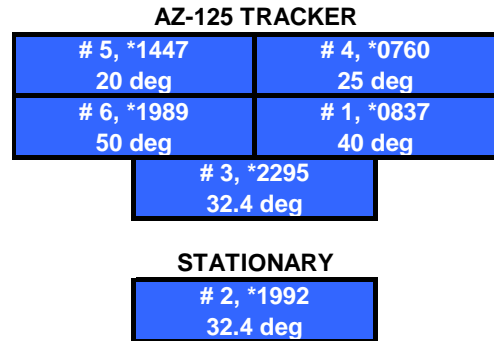 AZ-125 TRACKER
# 5, *1447 # 4, *0760
20 deg 25 deg
# 6, *1989 # 1, *0837
50 deg 40 deg
# 3, *2295
32.4 deg
STATIONARY
# 2, *1992
32.4 deg